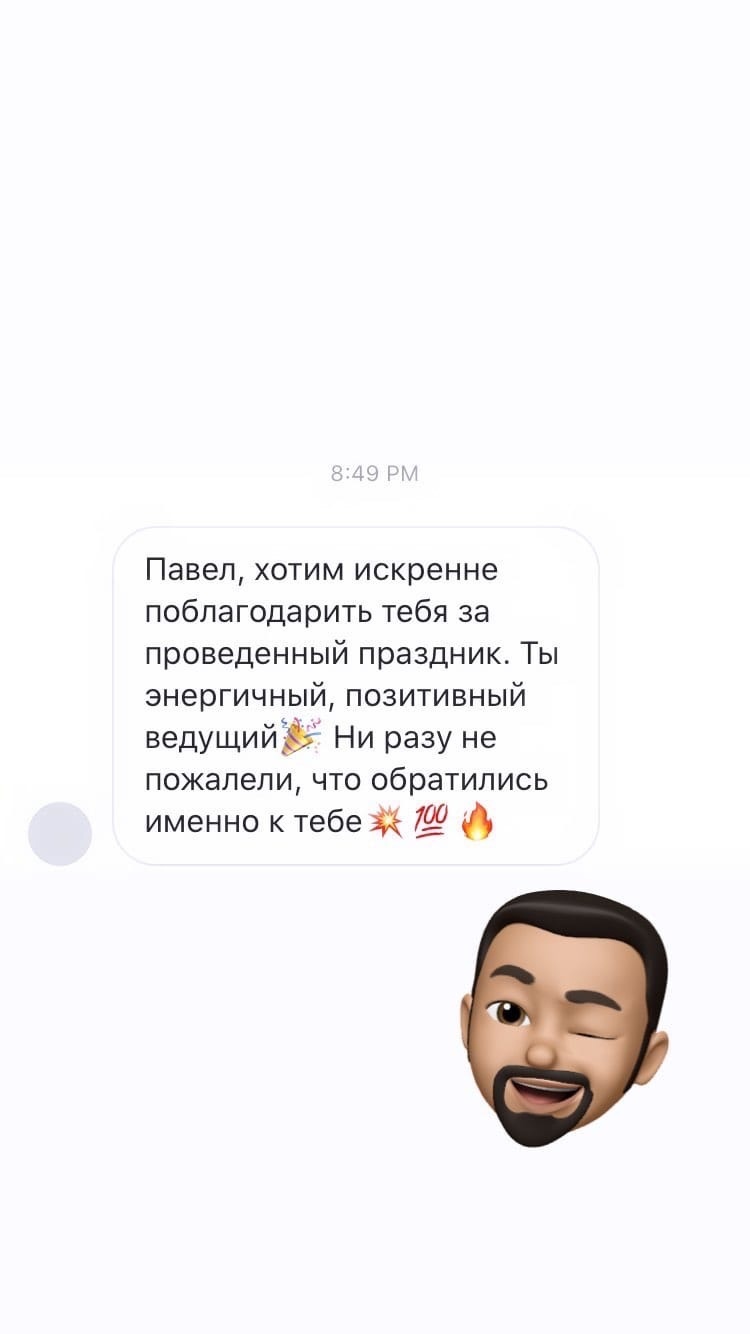 8:49 PM
Павел, хотим искренне
поблагодарить тебя за
проведенный праздник. Ты
энергичный, позитивный
ведущий🎉 Ни разу не
пожалели, что обратились
именно к тебе💥 💯 🔥